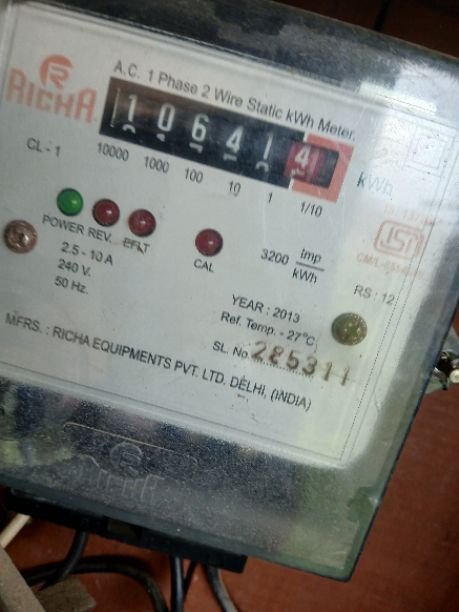 RICHA
A.C. 1 Phase 2 Wire Static kWh Meter.
1 0 6 4 1 4
CL - 1 10000 1000 100 10 1 1/10 kWh
POWER REV. EFLT CAL
3200 imp/kWh
2.5 - 10 A
240 V.
50 Hz.
RS : 12
YEAR : 2013
Ref. Temp. - 27°C
SL. No. 285311
MFRS. : RICHA EQUIPMENTS PVT. LTD. DELHI, (INDIA)